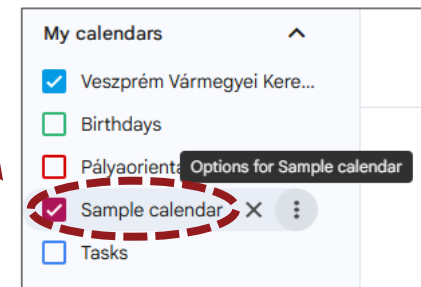 My calendars
Veszprém Vármegyei Kere...
Birthdays
Pályaorienta
Options for Sample calendar
Sample calendar
Tasks